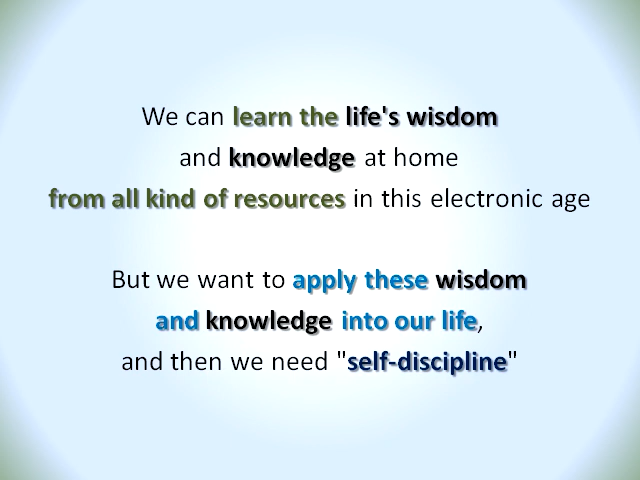 We can learn the life's wisdom
and knowledge at home
from all kind of resources in this electronic age
But we want to apply these wisdom
and knowledge into our life,
and then we need "self-discipline"